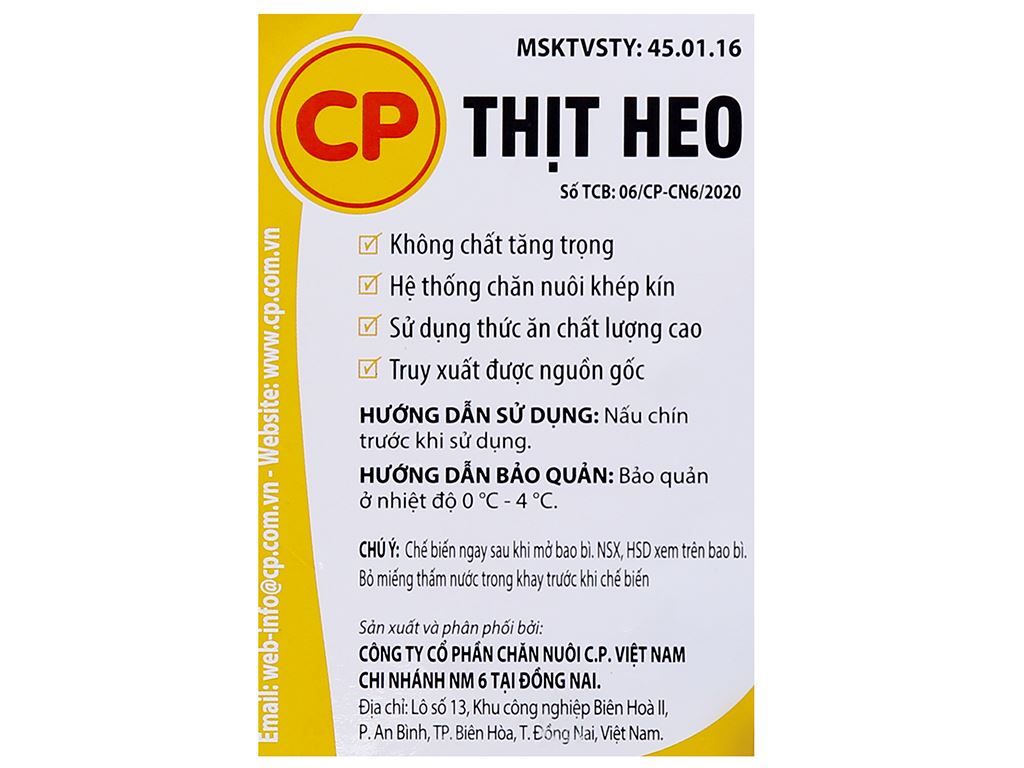 MSKTVSTY: 45.01.16
CP
THỊT HEO
Số TCB: 06/CP-CN6/2020
Không chất tăng trọng
Hệ thống chăn nuôi khép kín
Sử dụng thức ăn chất lượng cao
Truy xuất được nguồn gốc
HƯỚNG DẪN SỬ DỤNG: Nấu chín
trước khi sử dụng.
HƯỚNG DẪN BẢO QUẢN: Bảo quản
ở nhiệt độ 0 °C - 4 °C.
CHÚ Ý: Chế biến ngay sau khi mở bao bì. NSX, HSD xem trên bao bì.
Bỏ miếng thấm nước trong khay trước khi chế biến
Sản xuất và phân phối bởi:
CÔNG TY CỔ PHẦN CHĂN NUÔI C.P. VIỆT NAM
CHI NHÁNH NM 6 TẠI ĐỒNG NAI.
Địa chỉ: Lô số 13, Khu công nghiệp Biên Hoà II,
P. An Bình, TP. Biên Hòa, T. Đồng Nai, Việt Nam.
Email: web-info@cp.com.vn - Website: www.cp.com.vn